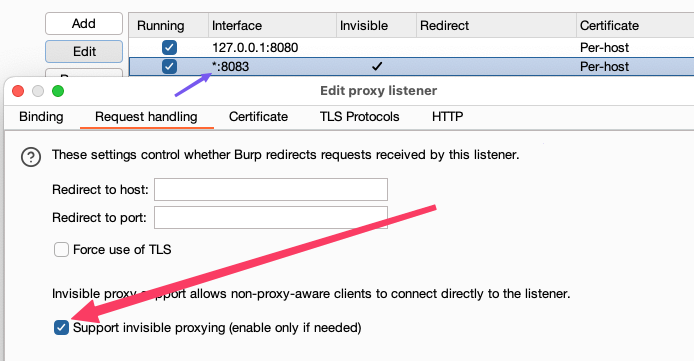 Add
Running Interface Invisible Redirect Certificate
Edit
127.0.0.1:8080 Per-host
*:8083 Per-host
Edit proxy listener
Binding Request handling Certificate TLS Protocols HTTP
These settings control whether Burp redirects requests received by this listener.
Redirect to host:
Redirect to port:
Force use of TLS
Invisible proxy support allows non-proxy-aware clients to connect directly to the listener.
Support invisible proxying (enable only if needed)